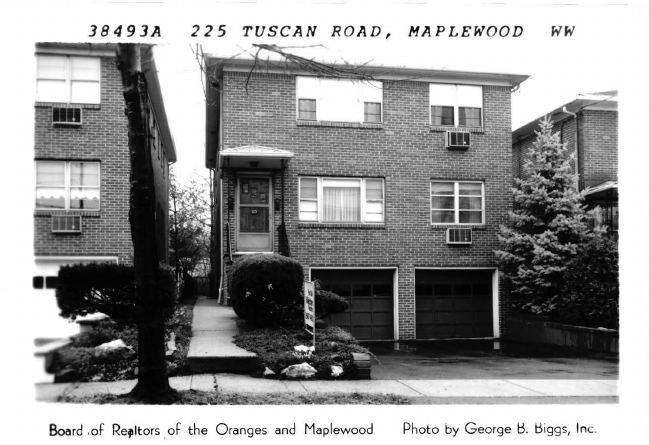 38493A 225 TUSCAN ROAD, MAPLEWOOD WW
Board of Realtors of the Oranges and Maplewood Photo by George B. Biggs, Inc.